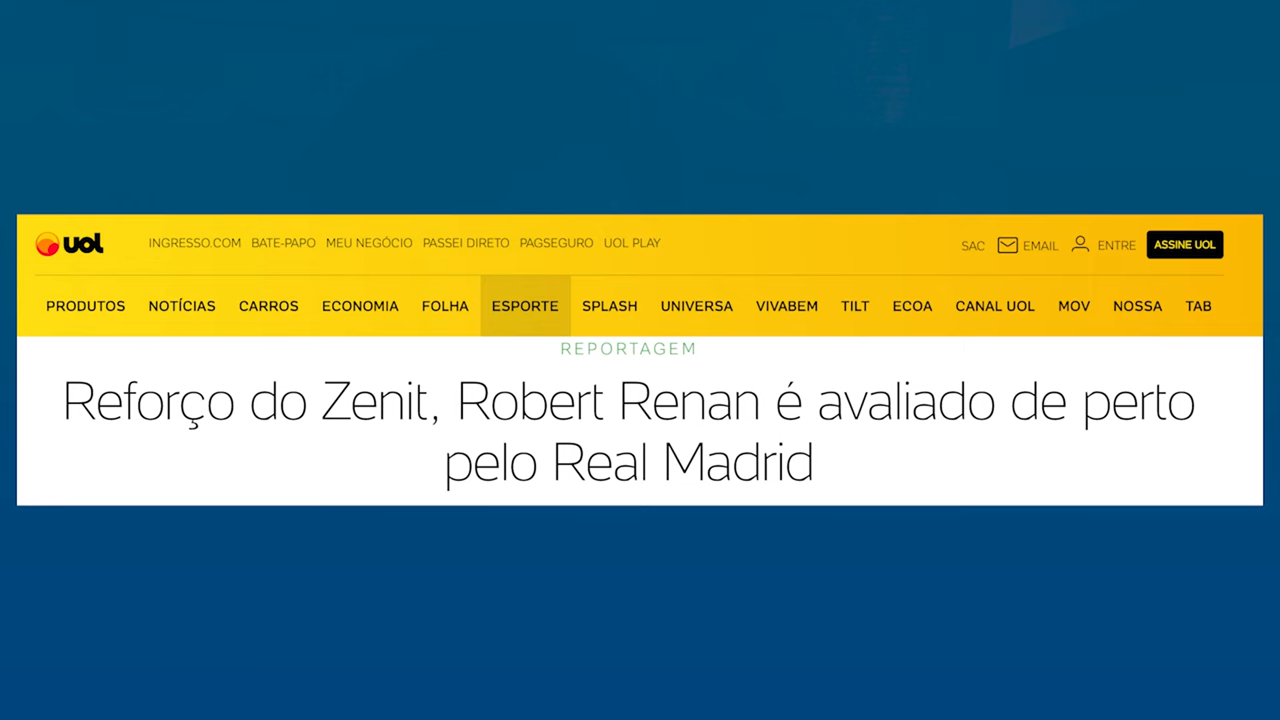 uol INGRESSO.COM BATE-PAPO MEU NEGÓCIO PASSEI DIRETO PAGSEGURO UOL PLAY SAC EMAIL ENTRE ASSINE UOL
PRODUTOS NOTÍCIAS CARROS ECONOMIA FOLHA ESPORTE SPLASH UNIVERSA VIVABEM TILT ECOA CANAL UOL MOV NOSSA TAB
REPORTAGEM
Reforço do Zenit, Robert Renan é avaliado de perto
pelo Real Madrid